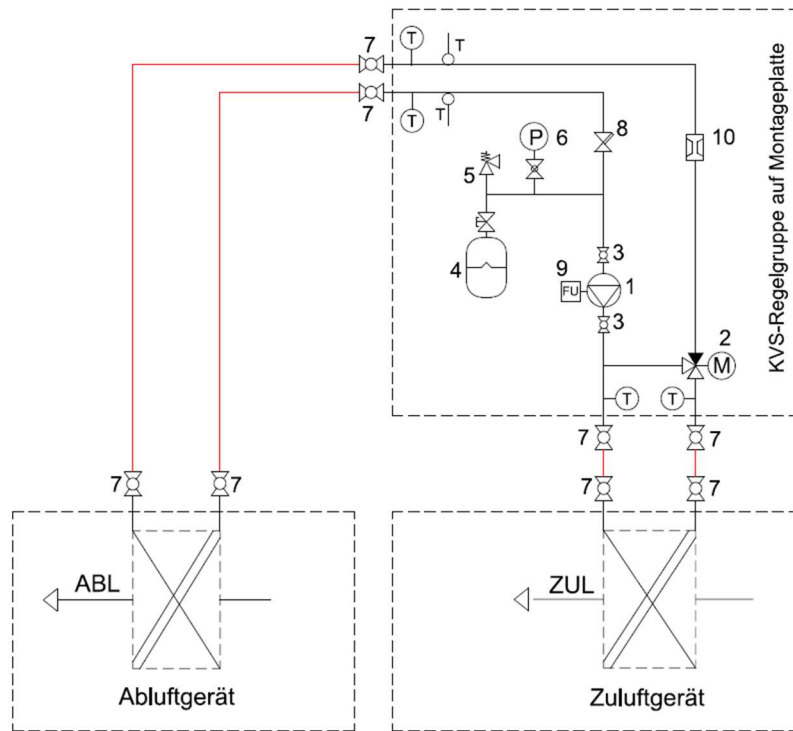 7
T
T
7
T
T
KVS-Regelgruppe auf Montageplatte
P
6
8
10
5
4
3
9
FU
1
3
2
M
T
T
7
7
7
7
7
7
ABL
ZUL
Abluftgerät
Zuluftgerät